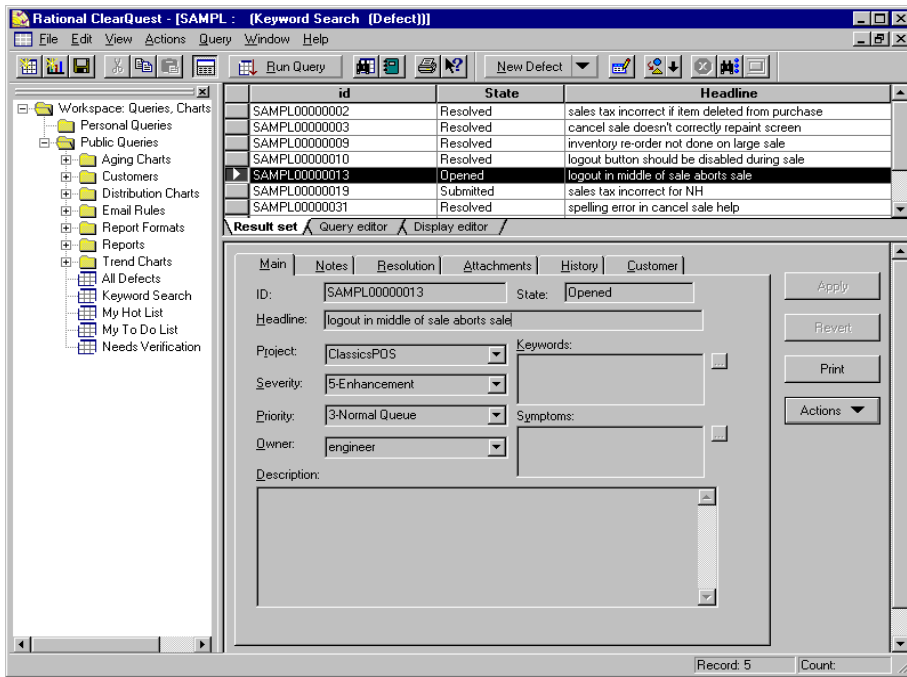 Rational ClearQuest - [SAMPL : (Keyword Search (Defect))]
File Edit View Actions Query Window Help
Run Query New Defect
Workspace: Queries, Charts
Personal Queries
Public Queries
Aging Charts
Customers
Distribution Charts
Email Rules
Report Formats
Reports
Trend Charts
All Defects
Keyword Search
My Hot List
My To Do List
Needs Verification
id State Headline
SAMPL00000002 Resolved sales tax incorrect if item deleted from purchase
SAMPL00000003 Resolved cancel sale doesn't correctly repaint screen
SAMPL00000009 Resolved inventory re-order not done on large sale
SAMPL00000010 Resolved logout button should be disabled during sale
SAMPL00000013 Opened logout in middle of sale aborts sale
SAMPL00000019 Submitted sales tax incorrect for NH
SAMPL00000031 Resolved spelling error in cancel sale help
Result set Query editor Display editor
Main Notes Resolution Attachments History Customer
ID: SAMPL00000013 State: Opened
Headline: logout in middle of sale aborts sale
Project: ClassicsPOS Keywords: ...
Severity: 5-Enhancement
Priority: 3-Normal Queue Symptoms: ...
Owner: engineer
Description:
Apply
Revert
Print
Actions
Record: 5 Count: